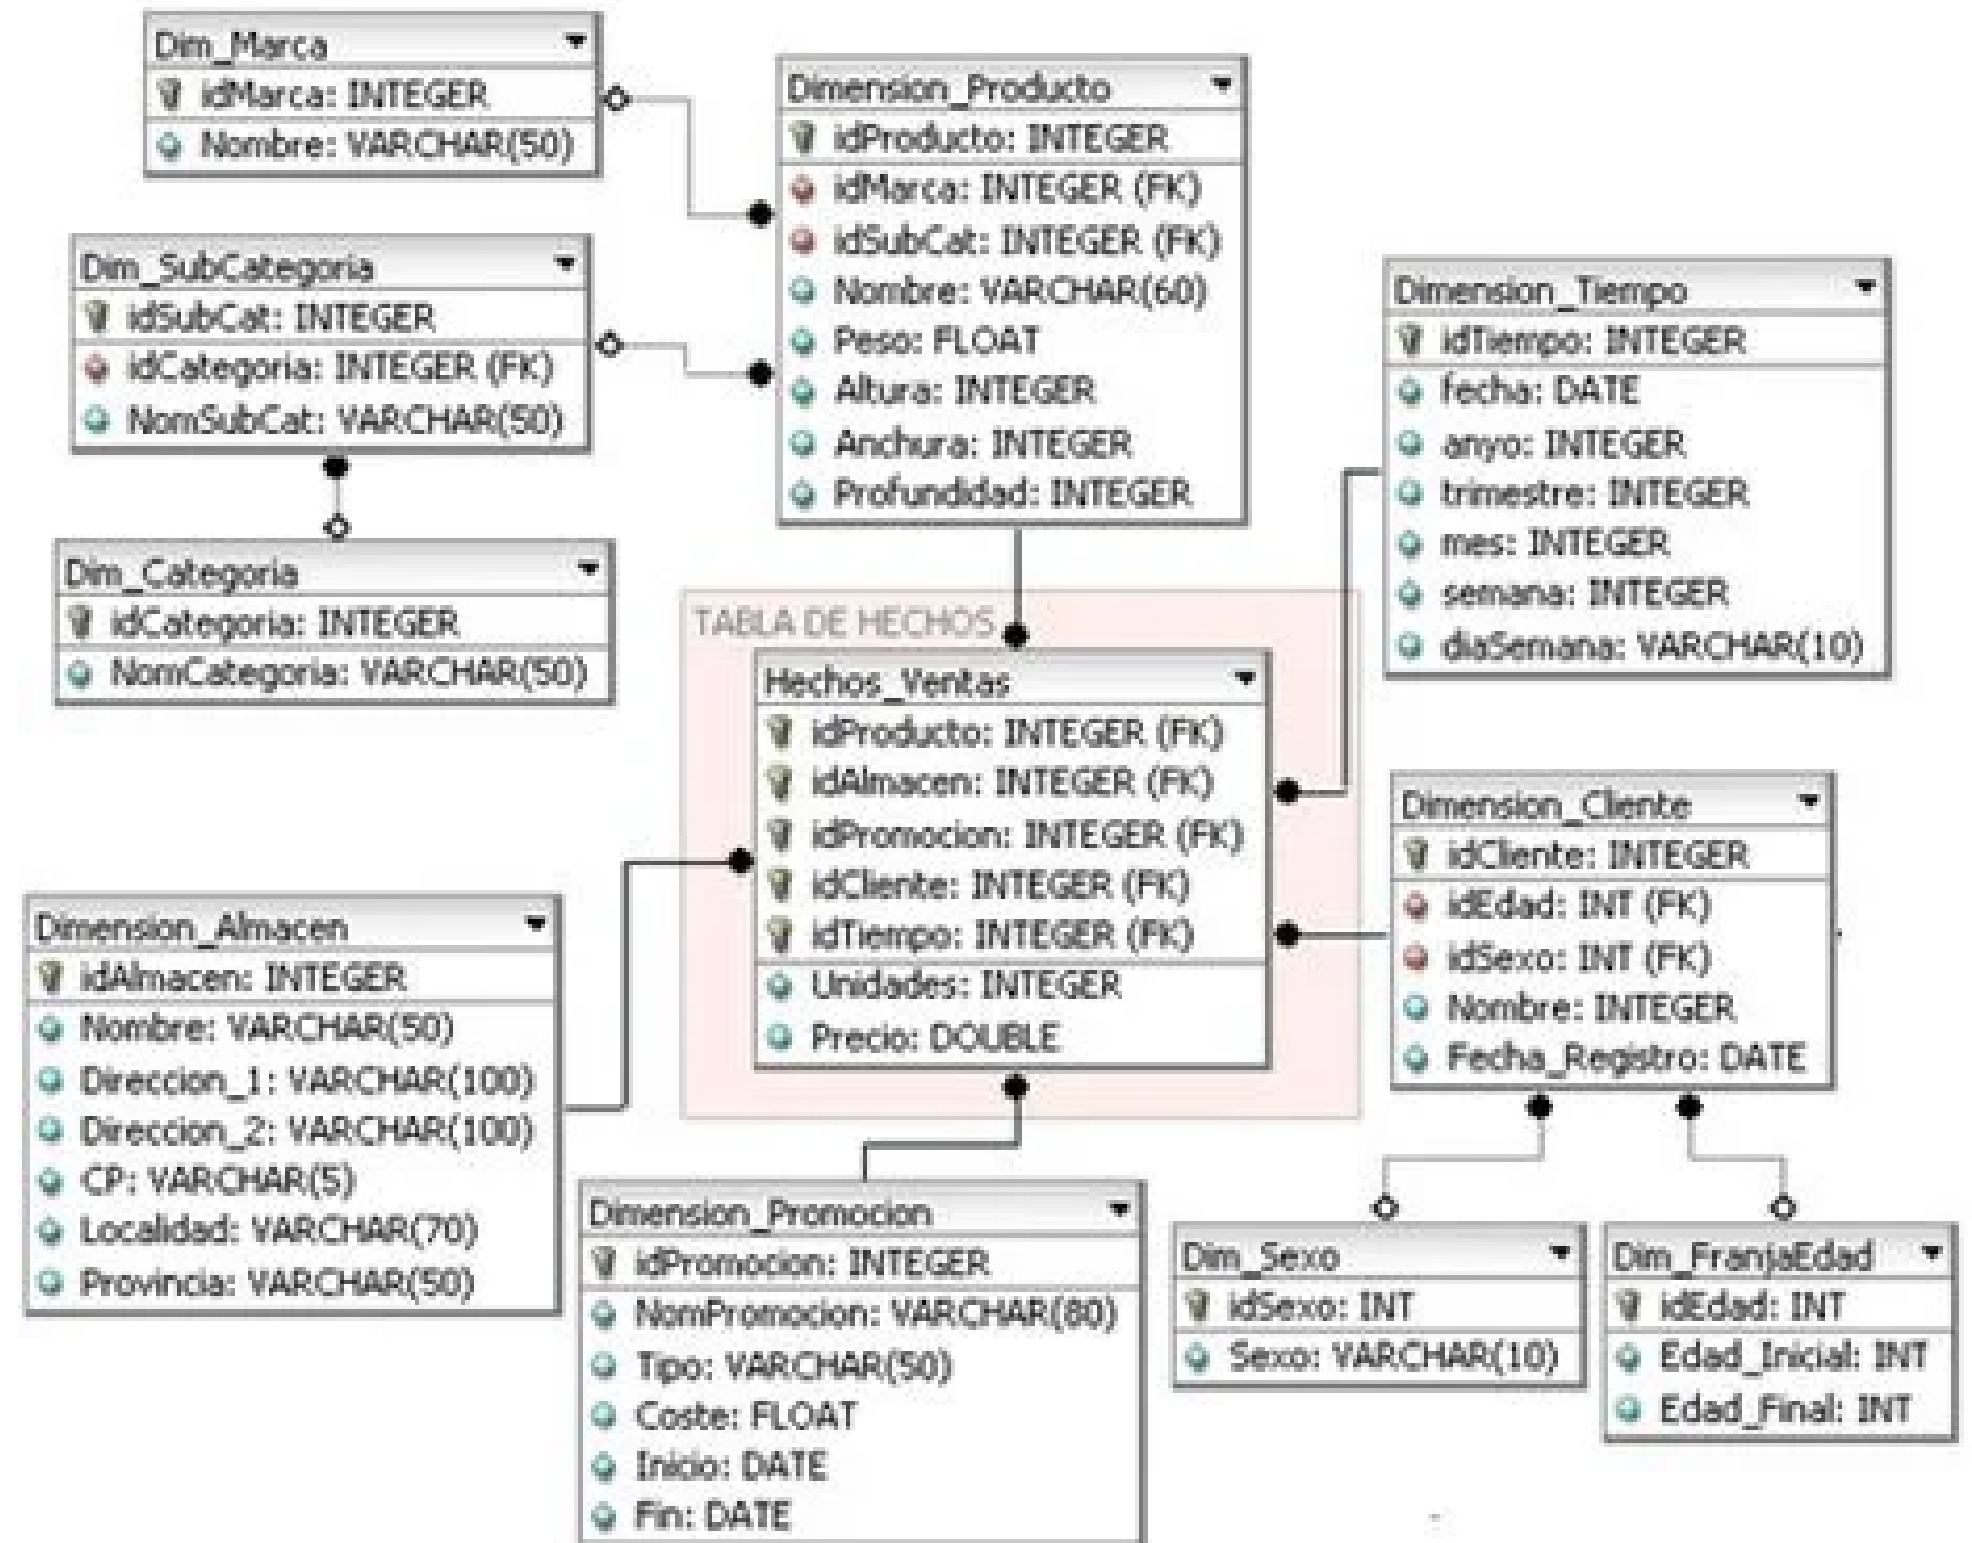 Dim_Marca
idMarca: INTEGER
Nombre: VARCHAR(50)
Dimension_Producto
idProducto: INTEGER
idMarca: INTEGER (FK)
idSubCat: INTEGER (FK)
Nombre: VARCHAR(60)
Peso: FLOAT
Altura: INTEGER
Anchura: INTEGER
Profundidad: INTEGER
Dim_SubCategoria
idSubCat: INTEGER
idCategoria: INTEGER (FK)
NomSubCat: VARCHAR(50)
Dimension_Tiempo
idTiempo: INTEGER
fecha: DATE
anyo: INTEGER
trimestre: INTEGER
mes: INTEGER
semana: INTEGER
diaSemana: VARCHAR(10)
Dim_Categoria
idCategoria: INTEGER
NomCategoria: VARCHAR(50)
TABLA DE HECHOS
Hechos_Ventas
idProducto: INTEGER (FK)
idAlmacen: INTEGER (FK)
idPromocion: INTEGER (FK)
idCliente: INTEGER (FK)
idTiempo: INTEGER (FK)
Unidades: INTEGER
Precio: DOUBLE
Dimension_Cliente
idCliente: INTEGER
idEdad: INT (FK)
idSexo: INT (FK)
Nombre: INTEGER
Fecha_Registro: DATE
Dimension_Almacen
idAlmacen: INTEGER
Nombre: VARCHAR(50)
Direccion_1: VARCHAR(100)
Direccion_2: VARCHAR(100)
CP: VARCHAR(5)
Localidad: VARCHAR(70)
Provincia: VARCHAR(50)
Dimension_Promocion
idPromocion: INTEGER
NomPromocion: VARCHAR(80)
Tipo: VARCHAR(50)
Coste: FLOAT
Inicio: DATE
Fin: DATE
Dim_Sexo
idSexo: INT
Sexo: VARCHAR(10)
Dim_FranjaEdad
idEdad: INT
Edad_Inicial: INT
Edad_Final: INT